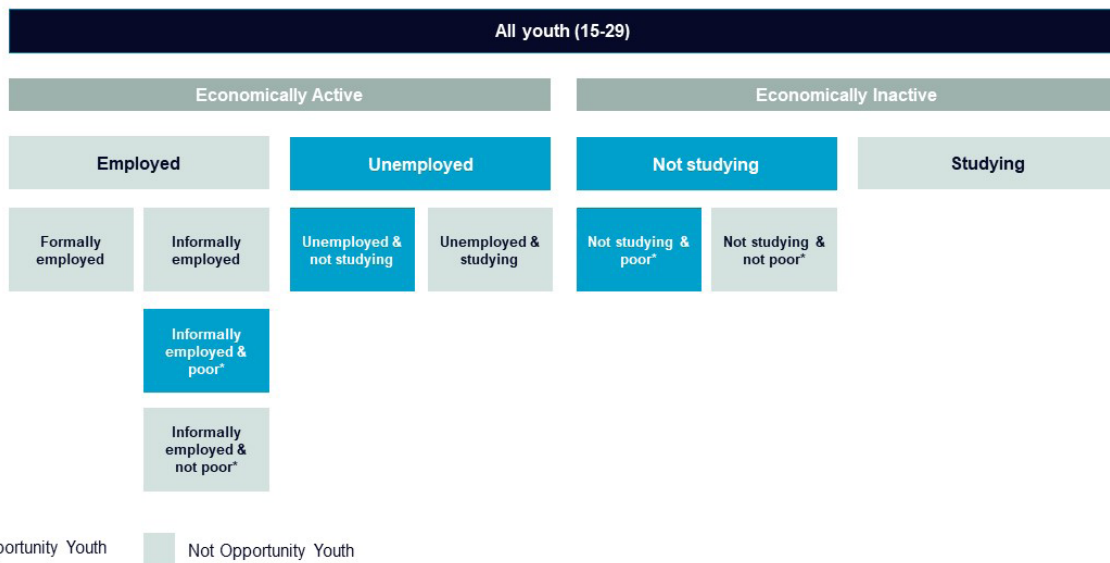 All youth (15-29)
Economically Active
Economically Inactive
Employed
Unemployed
Not studying
Studying
Formally
employed
Informally
employed
Unemployed &
not studying
Unemployed &
studying
Not studying &
poor*
Not studying &
not poor*
Informally
employed &
poor*
Informally
employed &
not poor*
portunity Youth
Not Opportunity Youth